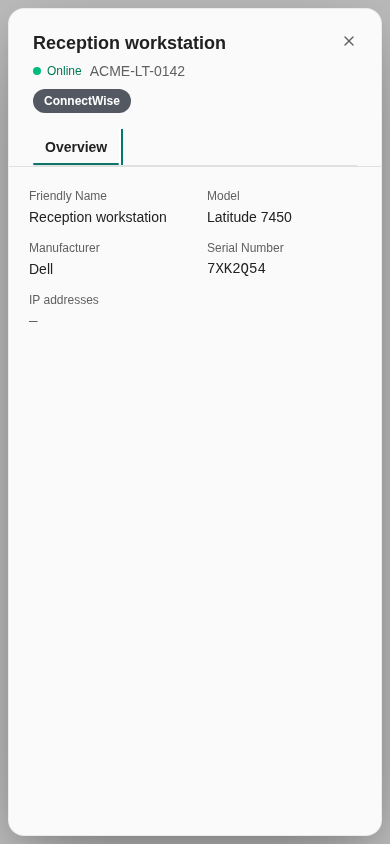 Reception workstation
Online ACME-LT-0142
ConnectWise
Overview
Friendly Name Model
Reception workstation Latitude 7450
Manufacturer Serial Number
Dell 7XK2Q54
IP addresses
—